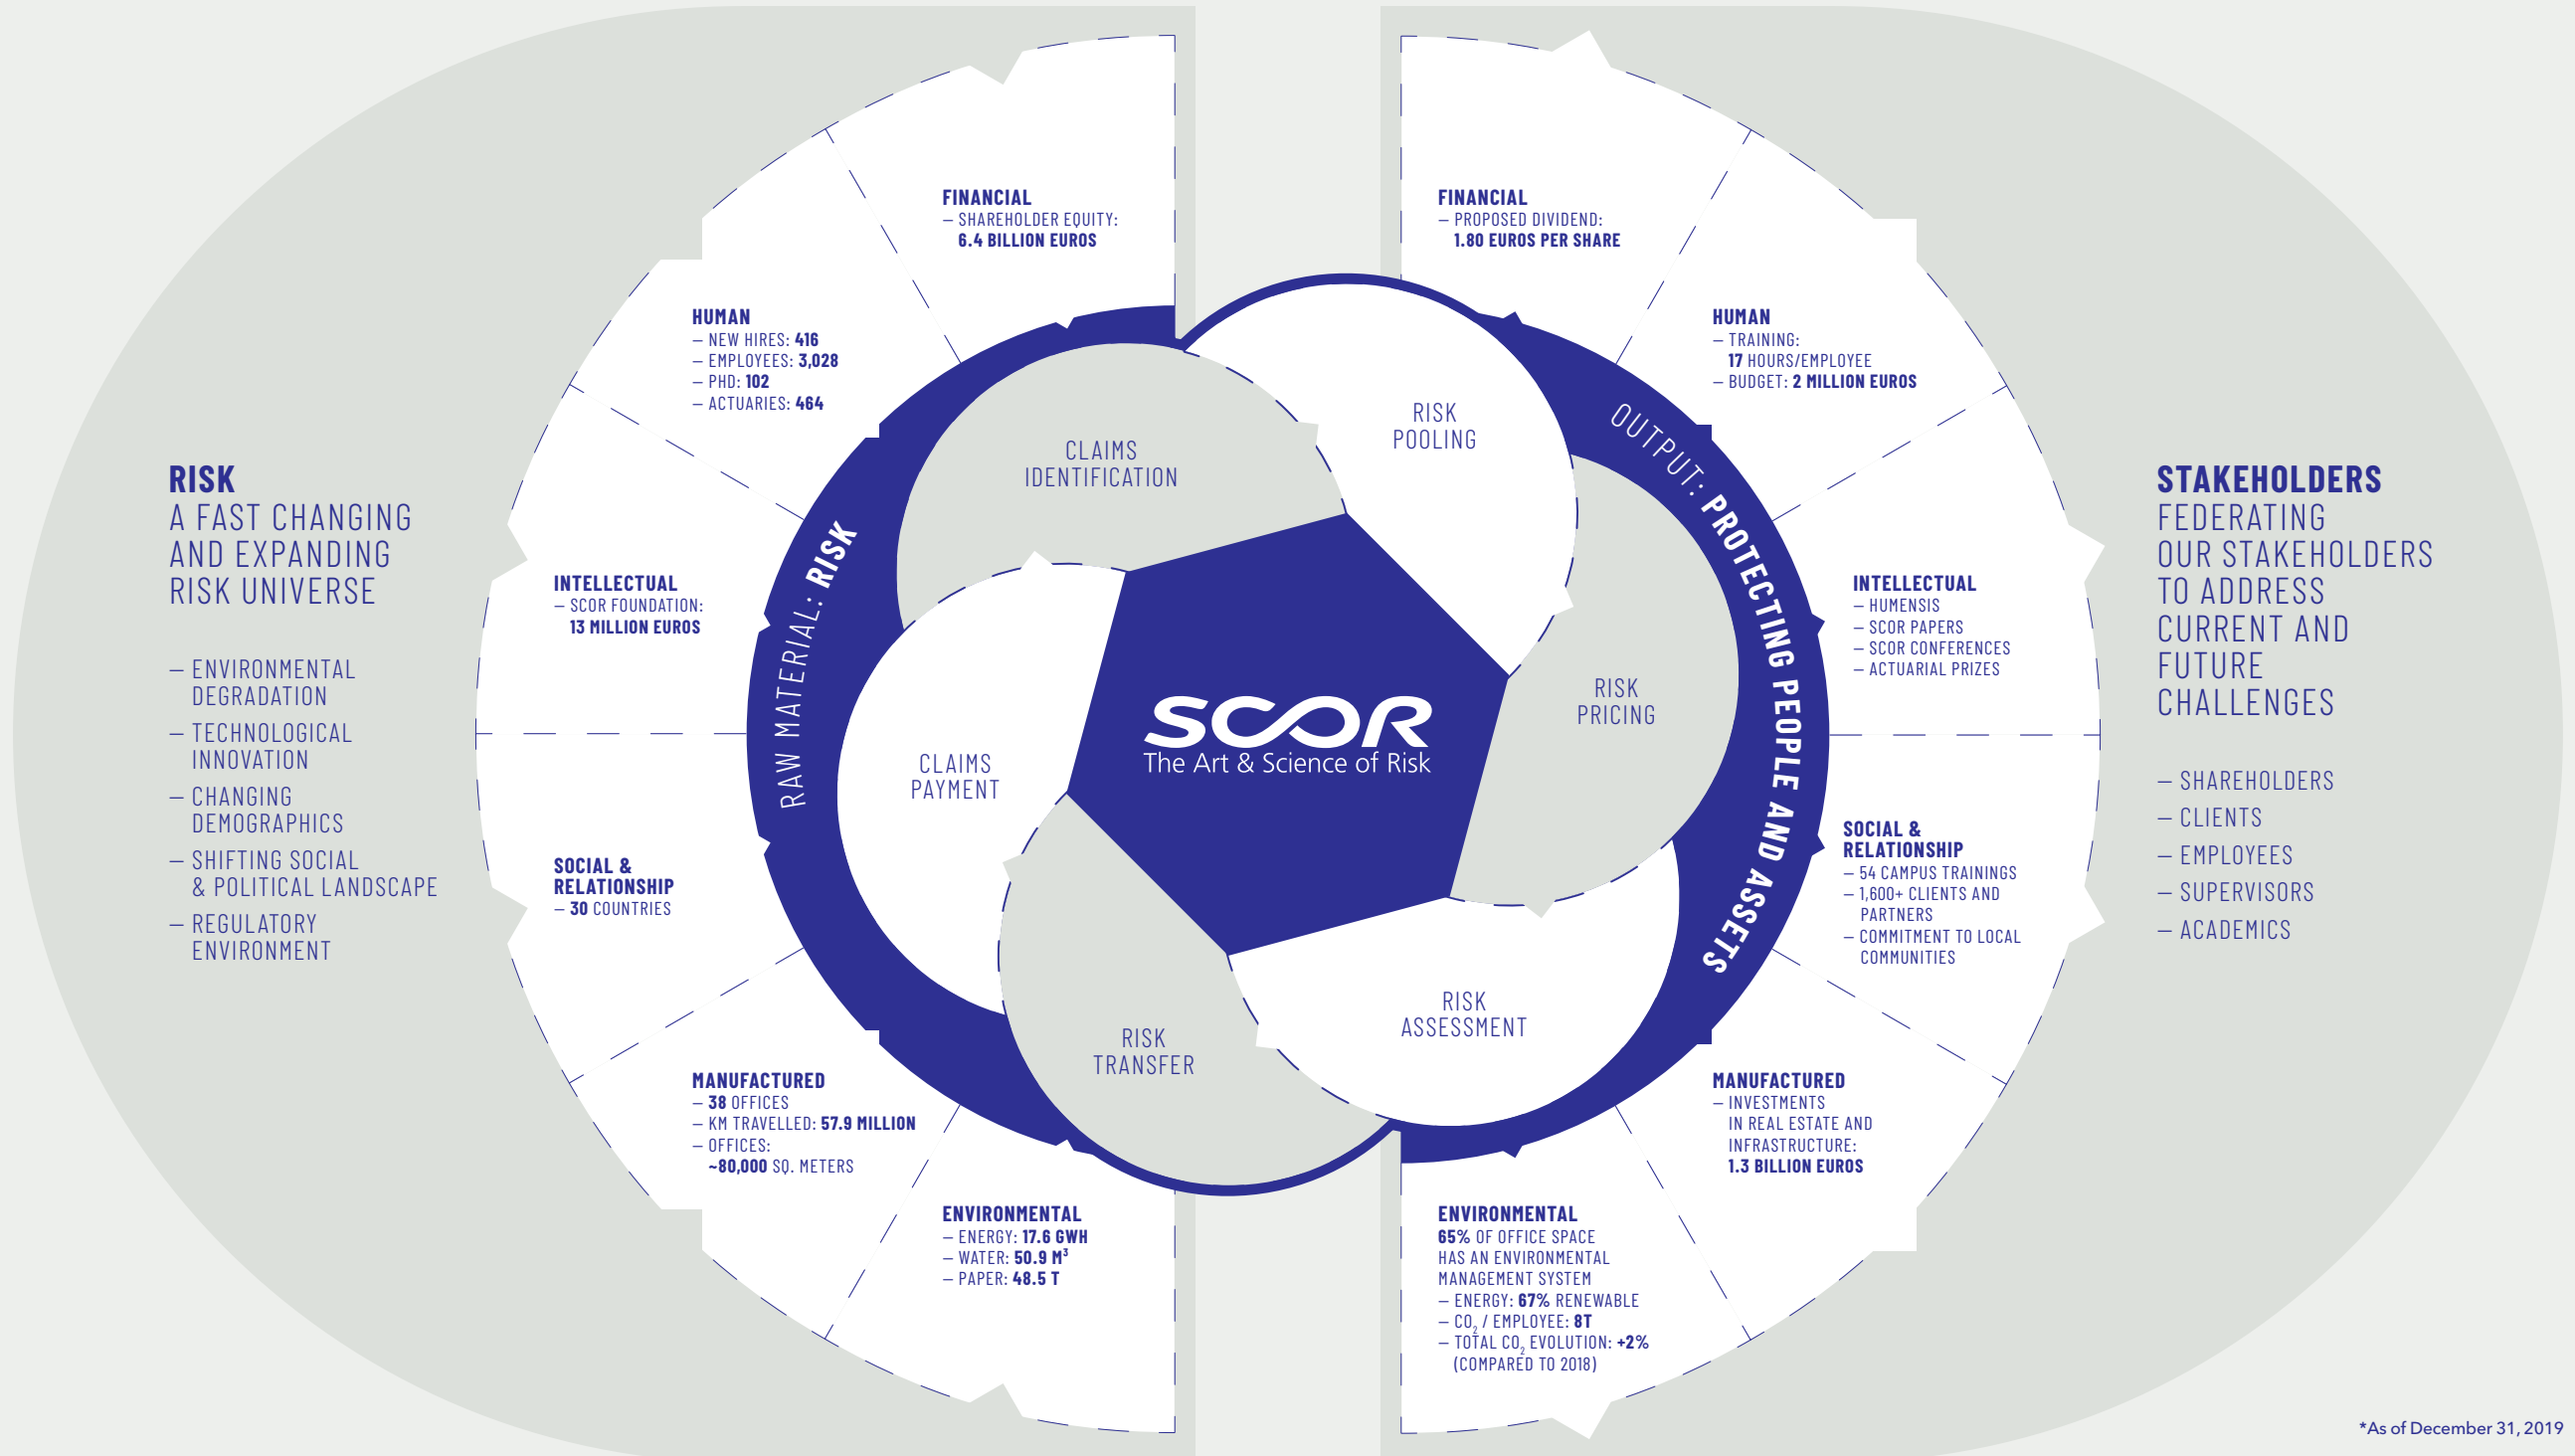 RISK
A FAST CHANGING
AND EXPANDING
RISK UNIVERSE
– ENVIRONMENTAL
DEGRADATION
– TECHNOLOGICAL
INNOVATION
– CHANGING
DEMOGRAPHICS
– SHIFTING SOCIAL
& POLITICAL LANDSCAPE
– REGULATORY
ENVIRONMENT
FINANCIAL
– SHAREHOLDER EQUITY:
6.4 BILLION EUROS
HUMAN
– NEW HIRES: 416
– EMPLOYEES: 3,028
– PHD: 102
– ACTUARIES: 464
INTELLECTUAL
– SCOR FOUNDATION:
13 MILLION EUROS
SOCIAL &
RELATIONSHIP
– 30 COUNTRIES
MANUFACTURED
– 38 OFFICES
– KM TRAVELLED: 57.9 MILLION
– OFFICES:
~80,000 SQ. METERS
ENVIRONMENTAL
– ENERGY: 17.6 GWH
– WATER: 50.9 M³
– PAPER: 48.5 T
RAW MATERIAL: RISK
CLAIMS
IDENTIFICATION
RISK
POOLING
RISK
PRICING
RISK
ASSESSMENT
RISK
TRANSFER
CLAIMS
PAYMENT
SCOR
The Art & Science of Risk
OUTPUT: PROTECTING PEOPLE AND ASSETS
FINANCIAL
– PROPOSED DIVIDEND:
1.80 EUROS PER SHARE
HUMAN
– TRAINING:
17 HOURS/EMPLOYEE
– BUDGET: 2 MILLION EUROS
INTELLECTUAL
– HUMENSIS
– SCOR PAPERS
– SCOR CONFERENCES
– ACTUARIAL PRIZES
SOCIAL &
RELATIONSHIP
– 54 CAMPUS TRAININGS
– 1,600+ CLIENTS AND
PARTNERS
– COMMITMENT TO LOCAL
COMMUNITIES
MANUFACTURED
– INVESTMENTS
IN REAL ESTATE AND
INFRASTRUCTURE:
1.3 BILLION EUROS
ENVIRONMENTAL
65% OF OFFICE SPACE
HAS AN ENVIRONMENTAL
MANAGEMENT SYSTEM
– ENERGY: 67% RENEWABLE
– CO₂ / EMPLOYEE: 8T
– TOTAL CO₂ EVOLUTION: +2%
(COMPARED TO 2018)
STAKEHOLDERS
FEDERATING
OUR STAKEHOLDERS
TO ADDRESS
CURRENT AND
FUTURE
CHALLENGES
– SHAREHOLDERS
– CLIENTS
– EMPLOYEES
– SUPERVISORS
– ACADEMICS
*As of December 31, 2019